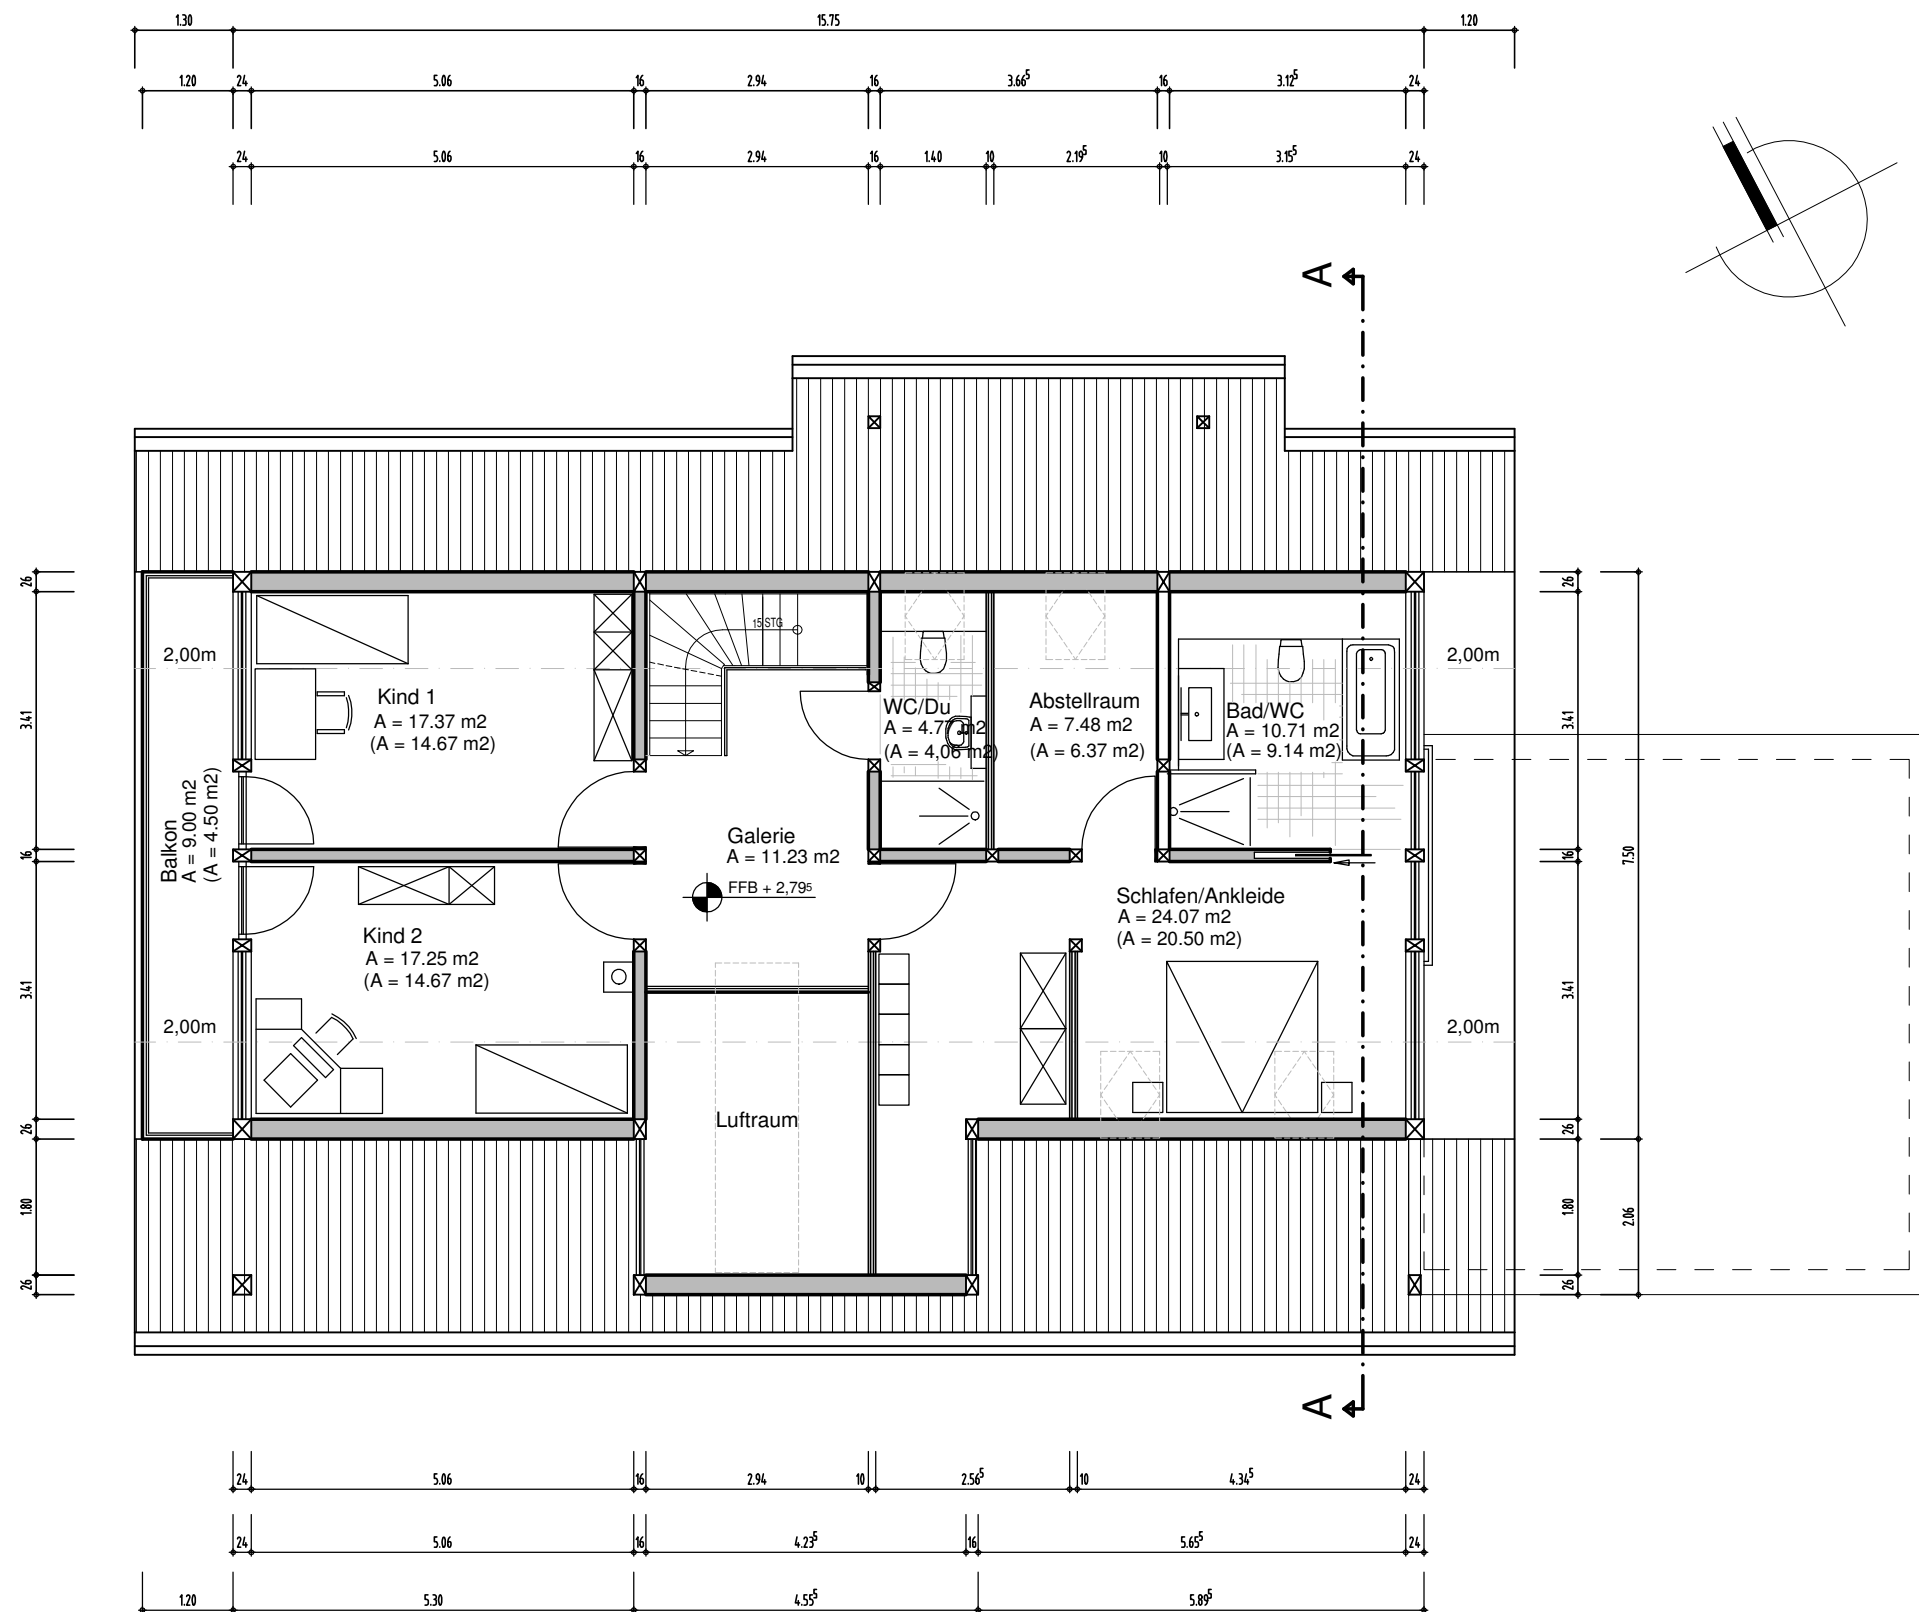 1.30 15.75 1.20
1.20 24 5.06 16 2.94 16 3.66⁵ 16 3.12⁵ 24
24 5.06 16 2.94 16 1.40 10 2.19⁵ 10 3.15⁵ 24
A
26
3.41
16
3.41
26
1.80
26
2,00m
Balkon
A = 9.00 m2
(A = 4.50 m2)
2,00m
Kind 1
A = 17.37 m2
(A = 14.67 m2)
15 STG
WC/Du
A = 4.77 m2
(A = 4,06 m2)
Abstellraum
A = 7.48 m2
(A = 6.37 m2)
Bad/WC
A = 10.71 m2
(A = 9.14 m2)
2,00m
Galerie
A = 11.23 m2
FFB + 2,79⁵
Kind 2
A = 17.25 m2
(A = 14.67 m2)
Schlafen/Ankleide
A = 24.07 m2
(A = 20.50 m2)
2,00m
Luftraum
26
3.41
16
3.41
26
1.80
26
7.50
2.06
A
24 5.06 16 2.94 10 2.56⁵ 10 4.34⁵ 24
24 5.06 16 4.23⁵ 16 5.65⁵ 24
1.20 5.30 4.55⁵ 5.89⁵